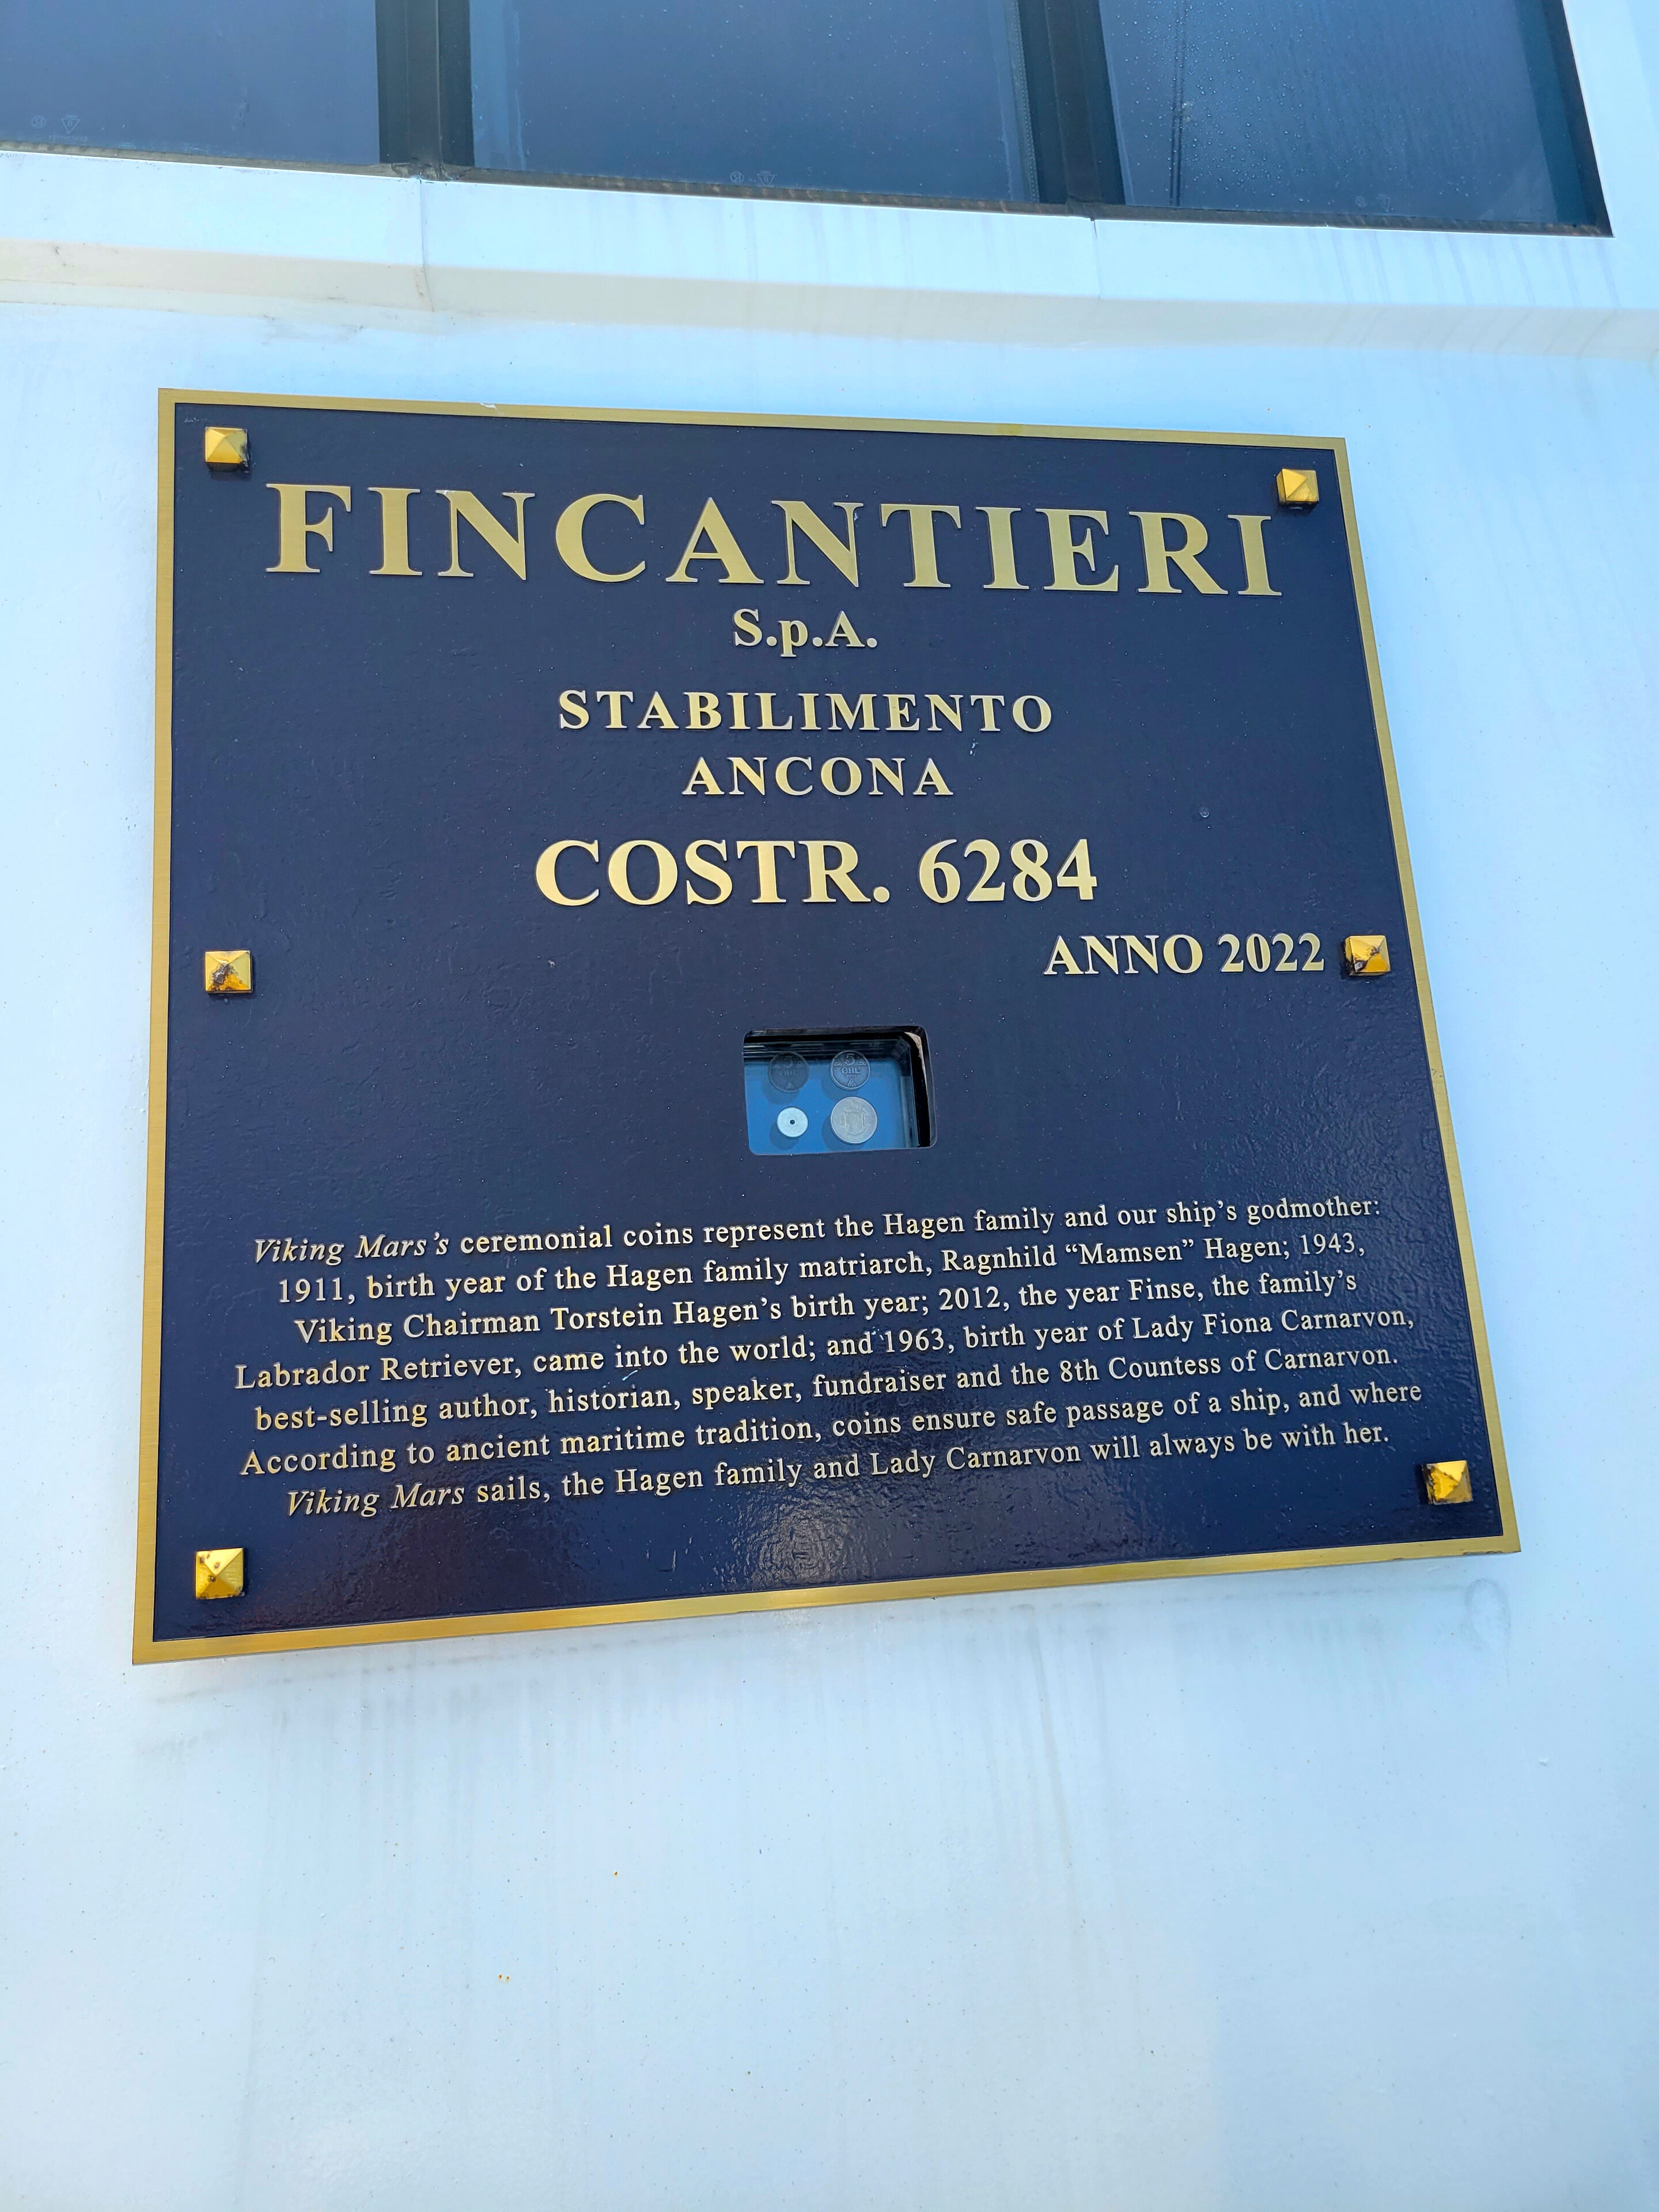 FINCANTIERI
S.p.A.
STABILIMENTO
ANCONA
COSTR. 6284
ANNO 2022
5
Viking Mars’s ceremonial coins represent the Hagen family and our ship’s godmother:
1911, birth year of the Hagen family matriarch, Ragnhild “Mamsen” Hagen; 1943,
Viking Chairman Torstein Hagen’s birth year; 2012, the year Finse, the family’s
Labrador Retriever, came into the world; and 1963, birth year of Lady Fiona Carnarvon,
best-selling author, historian, speaker, fundraiser and the 8th Countess of Carnarvon.
According to ancient maritime tradition, coins ensure safe passage of a ship, and where
Viking Mars sails, the Hagen family and Lady Carnarvon will always be with her.